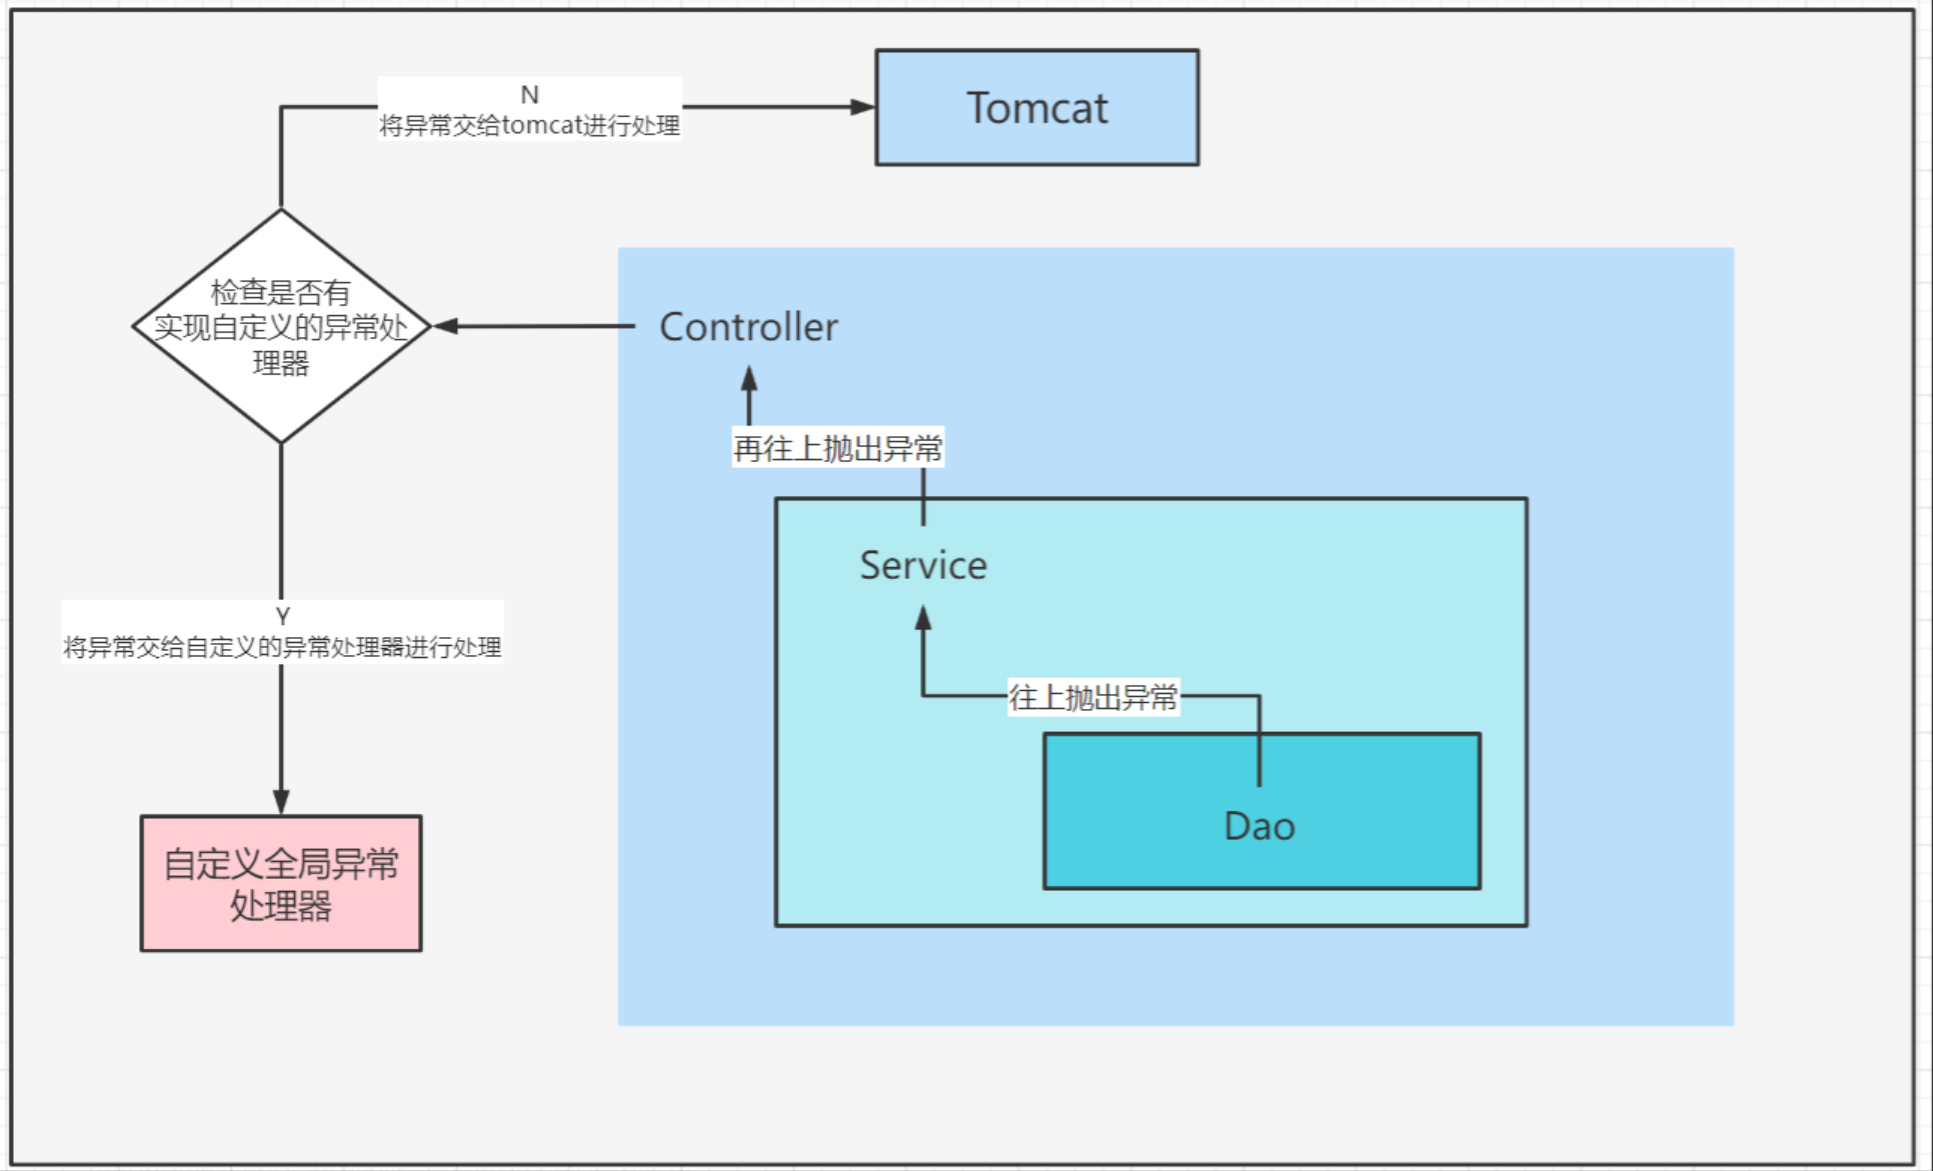 N
将异常交给tomcat进行处理
Tomcat
检查是否有
实现自定义的异常处
理器
Controller
再往上抛出异常
Service
Y
将异常交给自定义的异常处理器进行处理
往上抛出异常
Dao
自定义全局异常
处理器